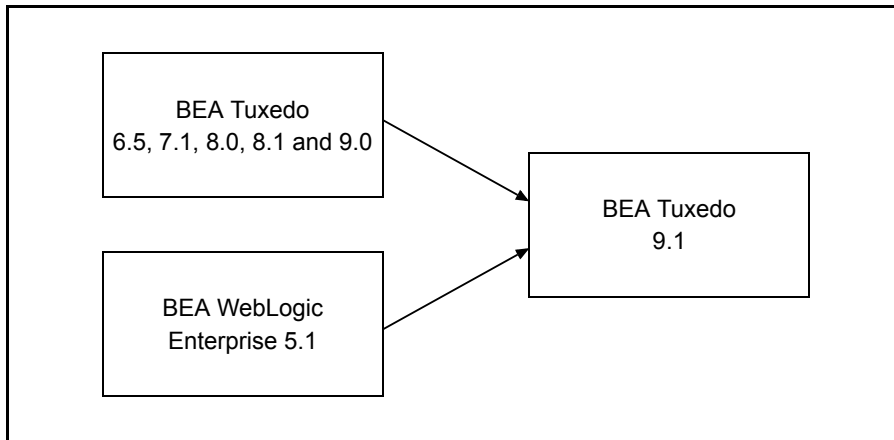 BEA Tuxedo
6.5, 7.1, 8.0, 8.1 and 9.0
BEA WebLogic
Enterprise 5.1
BEA Tuxedo
9.1